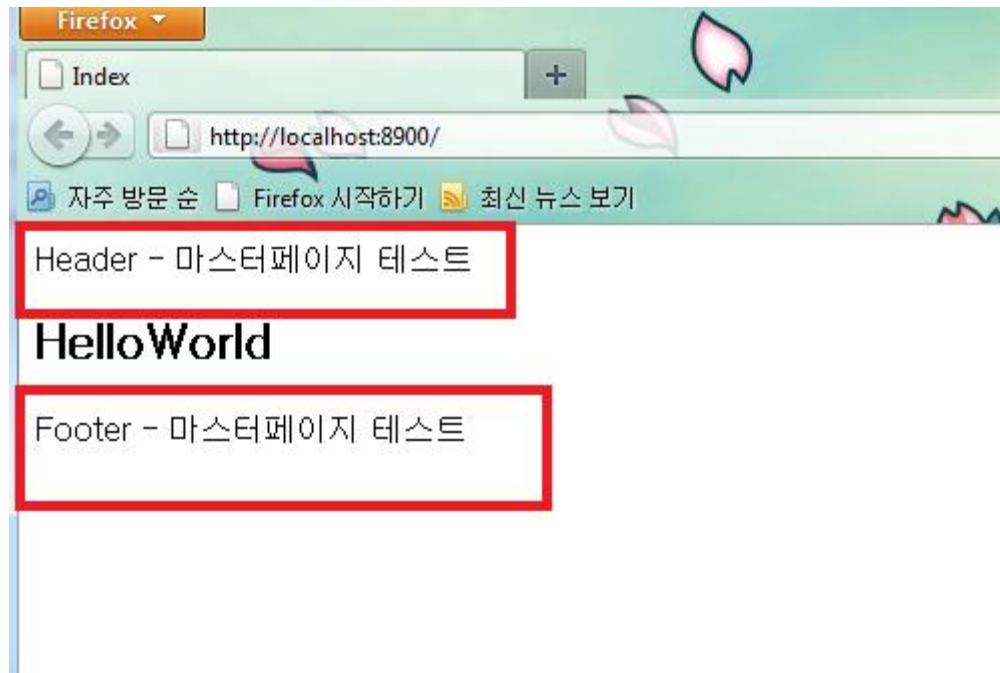 Firefox
Index
http://localhost:8900/
자주 방문 순 Firefox 시작하기 최신 뉴스 보기
Header - 마스터페이지 테스트
HelloWorld
Footer - 마스터페이지 테스트